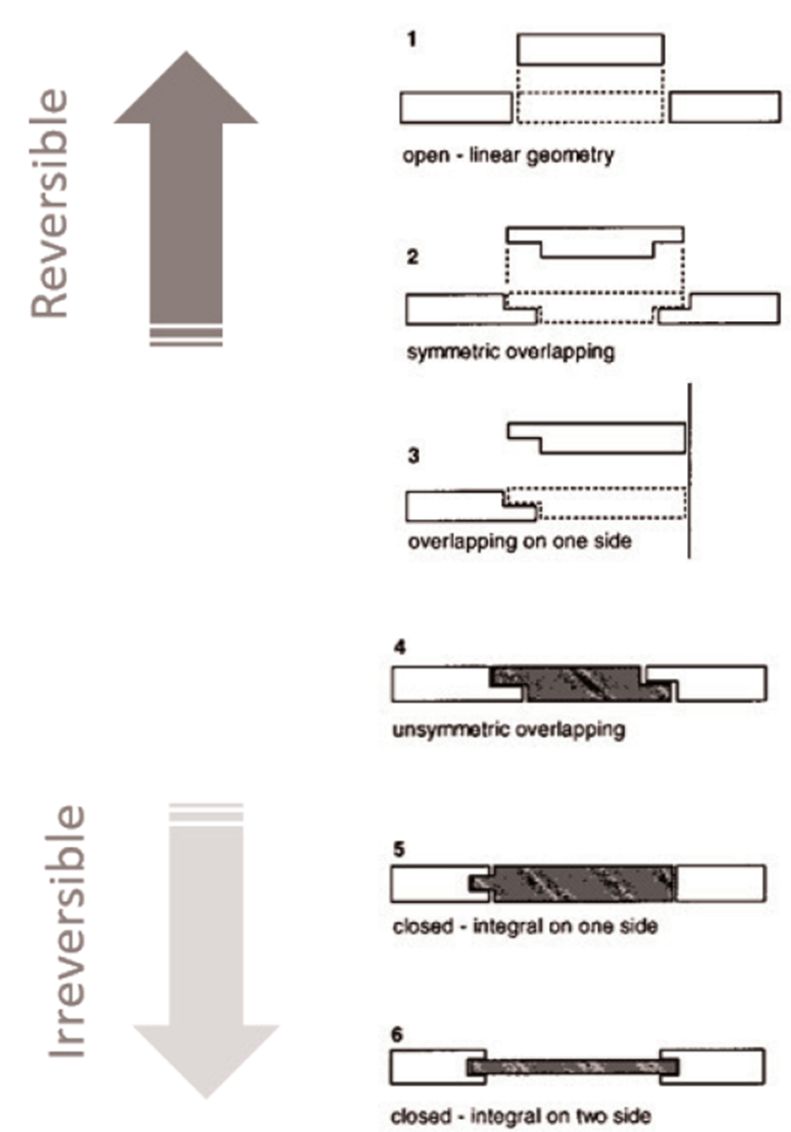 Reversible
1
open - linear geometry
2
symmetric overlapping
3
overlapping on one side
4
unsymmetric overlapping
Irreversible
5
closed - integral on one side
6
closed - integral on two side